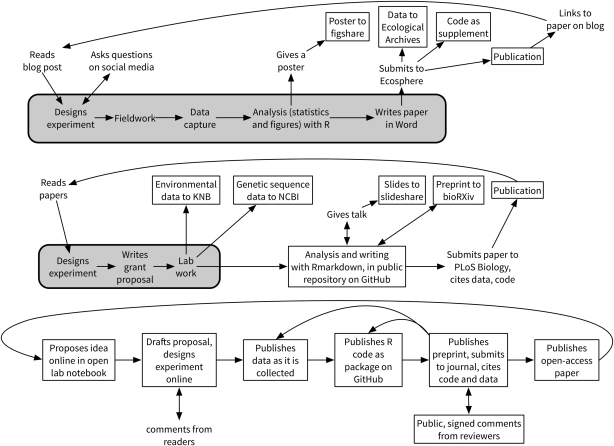 Links to
paper on blog
Poster to
figshare
Data to
Ecological
Archives
Code as
supplement
Reads
blog post
Asks questions
on social media
Gives a
poster
Submits to
Ecosphere
Publication
Designs
experiment
Fieldwork
Data
capture
Analysis (statistics
and figures) with R
Writes paper
in Word
Reads
papers
Environmental
data to KNB
Genetic sequence
data to NCBI
Slides to
slideshare
Preprint to
bioRXiv
Publication
Gives talk
Designs
experiment
Writes
grant
proposal
Lab
work
Analysis and writing
with Rmarkdown, in public
repository on GitHub
Submits paper to
PLoS Biology,
cites data, code
Proposes idea
online in open
lab notebook
Drafts proposal,
designs
experiment
online
Publishes
data as it is
collected
Publishes R
code as
package on
GitHub
Publishes
preprint, submits
to journal, cites
code and data
Publishes
open-access
paper
comments from
readers
Public, signed comments
from reviewers